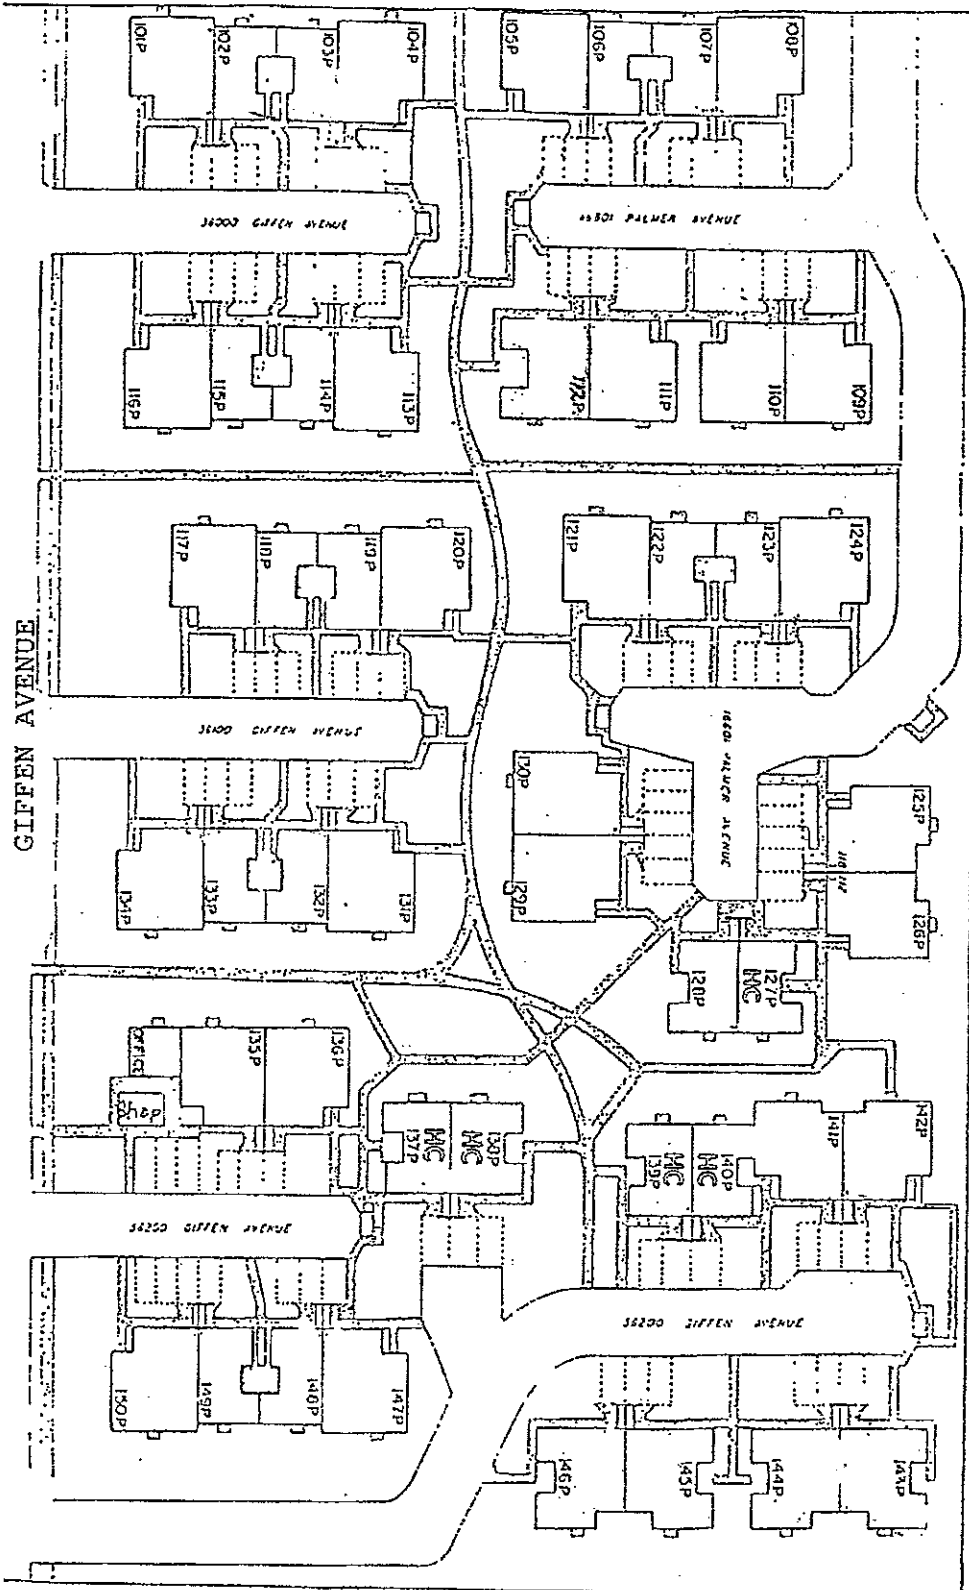 101P
102P
103P
104P
105P
106P
107P
108P
36000 GIFFEN AVENUE
PALMER AVENUE
116P
115P
114P
113P
112P
111P
110P
109P
117P
118P
119P
120P
121P
122P
123P
124P
GIFFEN AVENUE
36100 GIFFEN AVENUE
PALMER AVENUE
130P
125P
134P
133P
132P
131P
129P
126P
128P
127P
HC
OFFICE
135P
136P
day
137P
HC
138P
HC
139P
HC
140P
HC
141P
142P
36200 GIFFEN AVENUE
36200 GIFFEN AVENUE
150P
149P
148P
147P
146P
145P
144P
143P